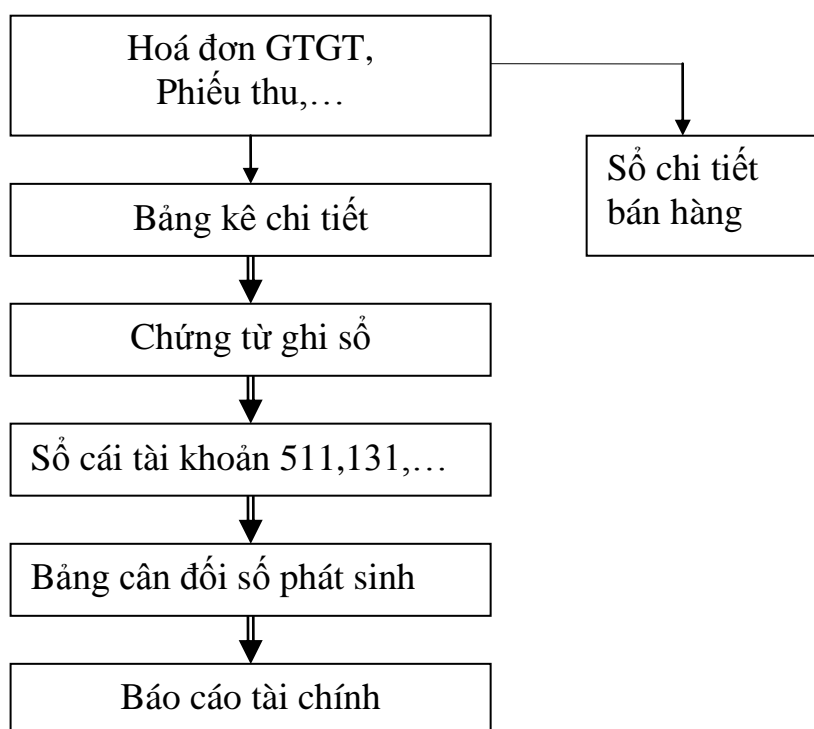 Hoá đơn GTGT,
Phiếu thu,…
Sổ chi tiết
bán hàng
Bảng kê chi tiết
Chứng từ ghi sổ
Sổ cái tài khoản 511,131,…
Bảng cân đối số phát sinh
Báo cáo tài chính